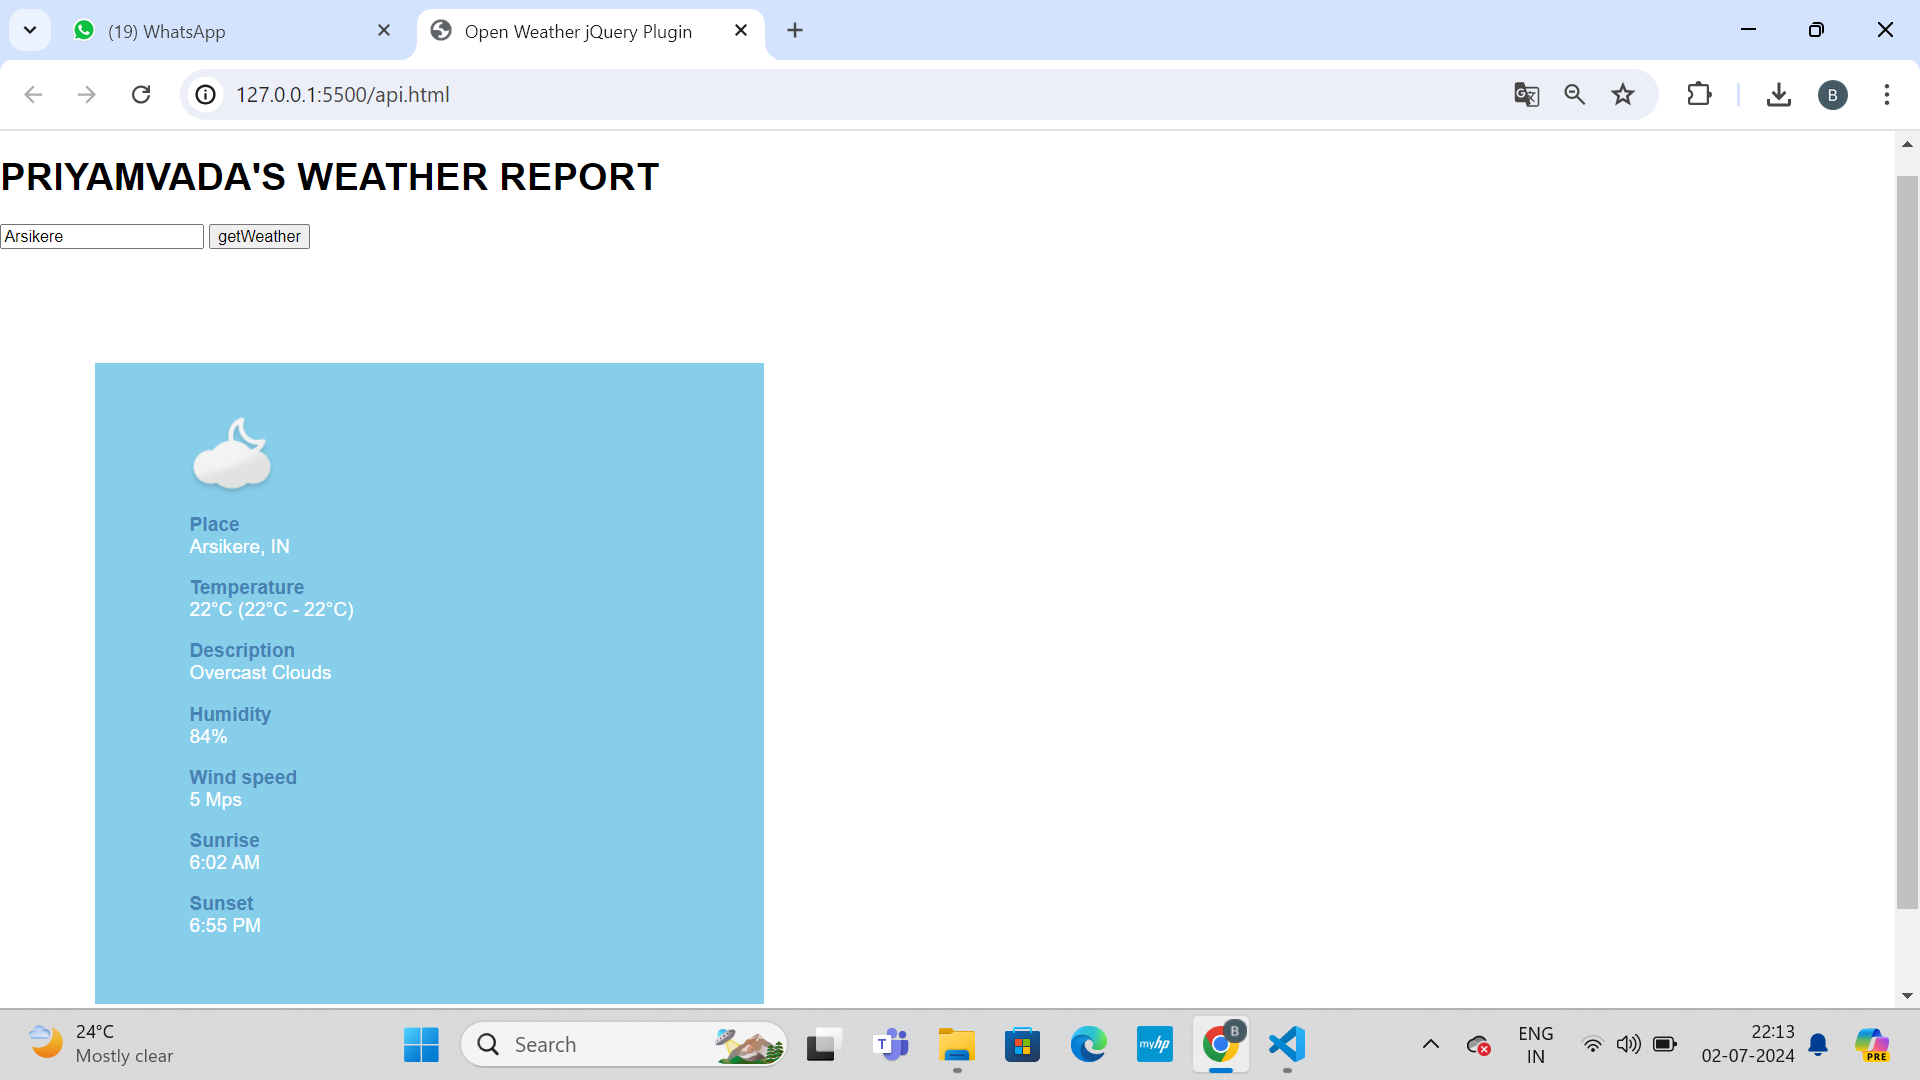 (19) WhatsApp
Open Weather jQuery Plugin
127.0.0.1:5500/api.html
B
PRIYAMVADA'S WEATHER REPORT
Arsikere getWeather
Place
Arsikere, IN
Temperature
22°C (22°C - 22°C)
Description
Overcast Clouds
Humidity
84%
Wind speed
5 Mps
Sunrise
6:02 AM
Sunset
6:55 PM
24°C
Mostly clear
Search
T
myhp
B
ENG
IN
22:13
02-07-2024
PRE